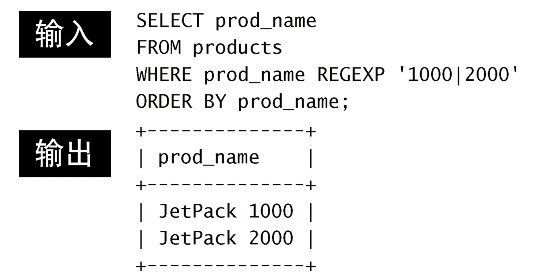 输入
SELECT prod_name
FROM products
WHERE prod_name REGEXP '1000|2000'
ORDER BY prod_name;
输出
+--------------+
| prod_name    |
+--------------+
| JetPack 1000 |
| JetPack 2000 |
+--------------+